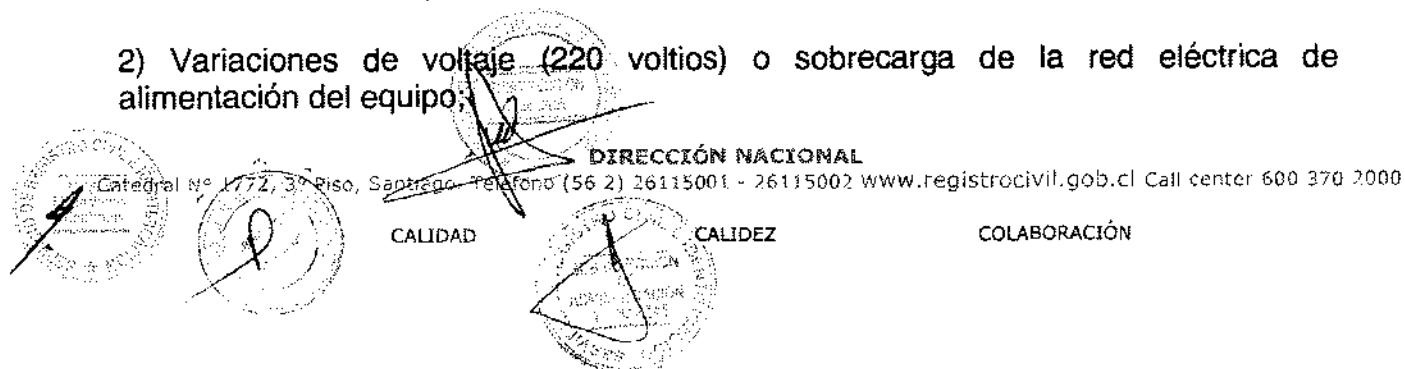 2) Variaciones de voltaje (220 voltios) o sobrecarga de la red eléctrica de
alimentación del equipo;
DIRECCIÓN NACIONAL
Catedral Nº 1772, 3º Piso, Santiago. Teléfono (56 2) 26115001 - 26115002 www.registrocivil.gob.cl Call center 600 370 2000
CALIDAD CALIDEZ COLABORACIÓN